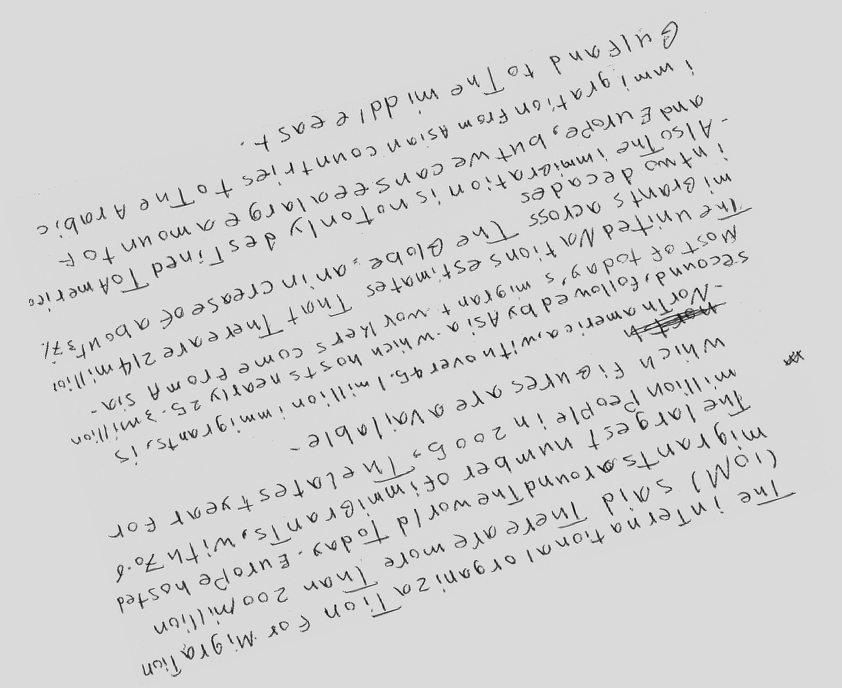 The inTernational organizaTion For MigraTion
(IOM) said There are more Than 200 million
migrants around The world Today. EuroPe hosted
The largest number of immiBrants, with 70.6
million PeoPle in 2005, The latest year For
which Figures are available -
- NorTh america, with over 45.1 million immigrants, is
secound, followed by Asia. which hosts nearly 25.3 million
Most of today's migrant workers come From Asia -
The United Nations estimates That There are 214 million
miBrants across The Globe, an increase of about 37%
in two decades
- Also The immigration is not only desTined To America
and Europe, but we can see a large amount of
immigration From Asian countries to The Arabic
Gulf and to The middle east.